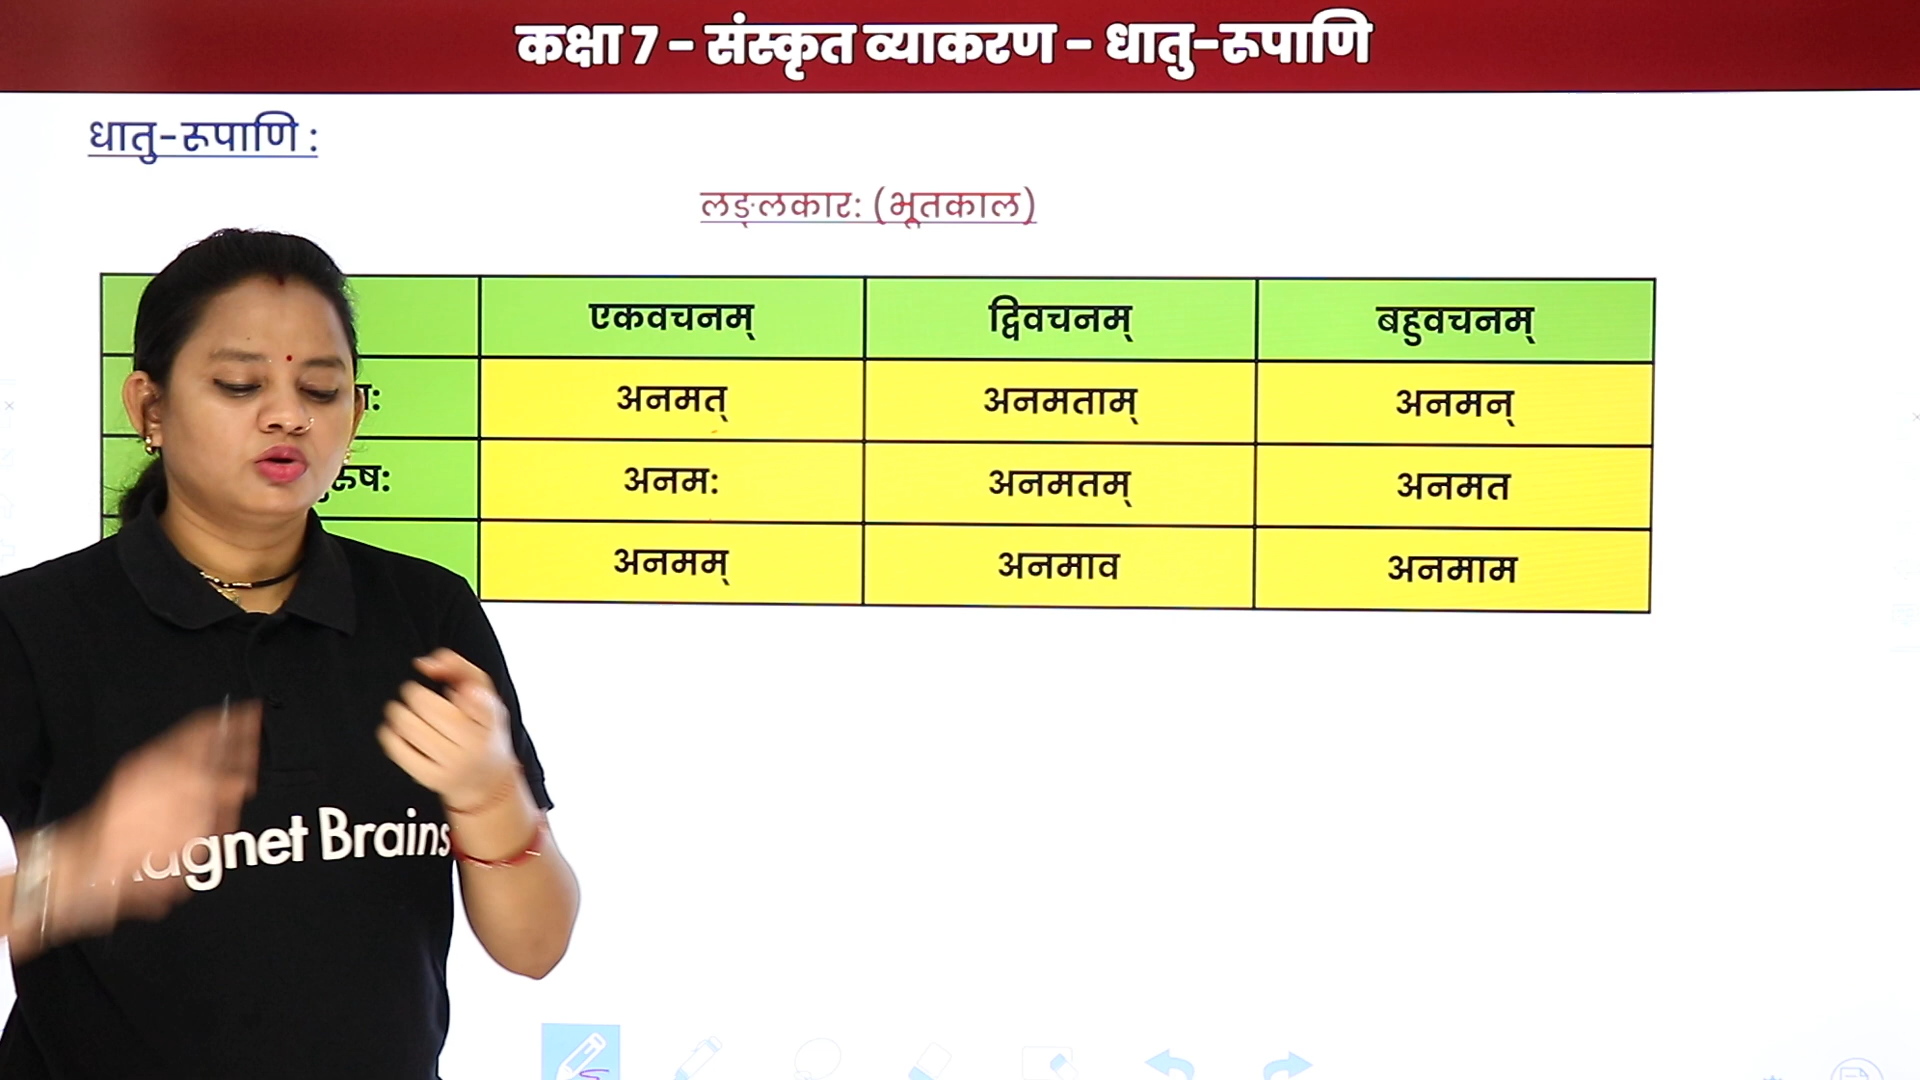 कक्षा 7 - संस्कृत व्याकरण - धातु-रूपाणि
धातु-रूपाणि :
लङ्लकार: (भूतकाल)
एकवचनम् द्विवचनम् बहुवचनम्
अनमत् अनमताम् अनमन्
अनम: अनमतम् अनमत
अनमम् अनमाव अनमाम
Brains